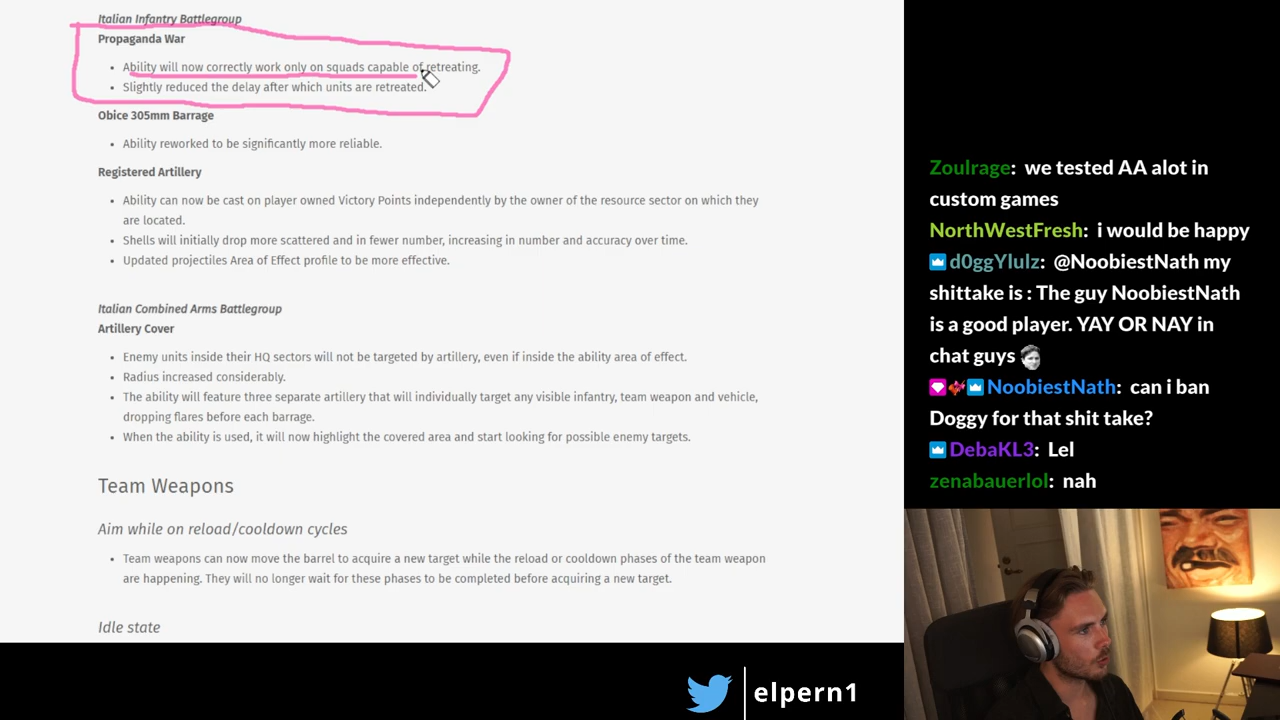 Italian Infantry Battlegroup
Propaganda War
Ability will now correctly work only on squads capable of retreating.
Slightly reduced the delay after which units are retreated.
Obice 305mm Barrage
Ability reworked to be significantly more reliable.
Registered Artillery
Ability can now be cast on player owned Victory Points independently by the owner of the resource sector on which they
are located.
Shells will initially drop more scattered and in fewer number, increasing in number and accuracy over time.
Updated projectiles Area of Effect profile to be more effective.
Italian Combined Arms Battlegroup
Artillery Cover
Enemy units inside their HQ sectors will not be targeted by artillery, even if inside the ability area of effect.
Radius increased considerably.
The ability will feature three separate artillery that will individually target any visible infantry, team weapon and vehicle,
dropping flares before each barrage.
When the ability is used, it will now highlight the covered area and start looking for possible enemy targets.
Team Weapons
Aim while on reload/cooldown cycles
Team weapons can now move the barrel to acquire a new target while the reload or cooldown phases of the team weapon
are happening. They will no longer wait for these phases to be completed before acquiring a new target.
Idle state
Zoulrage: we tested AA alot in
custom games
NorthWestFresh: i would be happy
d0ggYlulz: @NoobiestNath my
shittake is : The guy NoobiestNath
is a good player. YAY OR NAY in
chat guys
NoobiestNath: can i ban
Doggy for that shit take?
DebaKL3: Lel
zenabauerlol: nah
elpern1